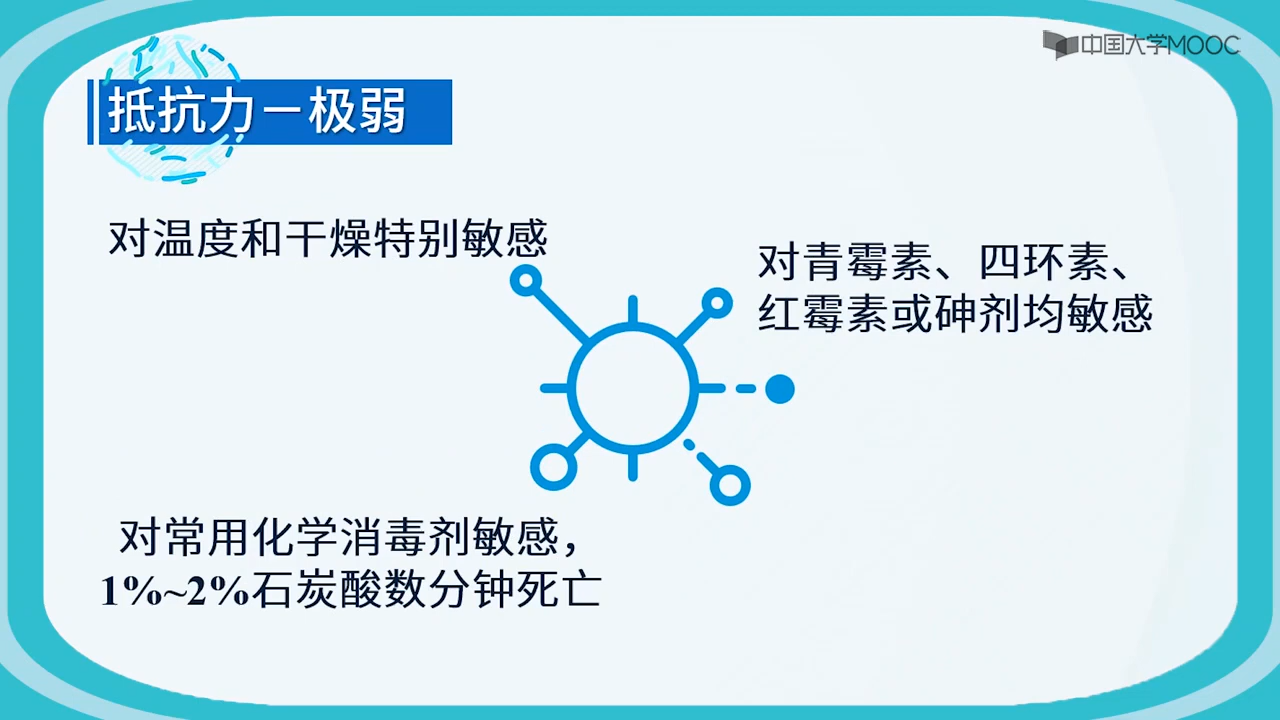 中国大学MOOC
抵抗力－极弱
对温度和干燥特别敏感
对青霉素、四环素、
红霉素或砷剂均敏感
对常用化学消毒剂敏感，
1%~2%石炭酸数分钟死亡